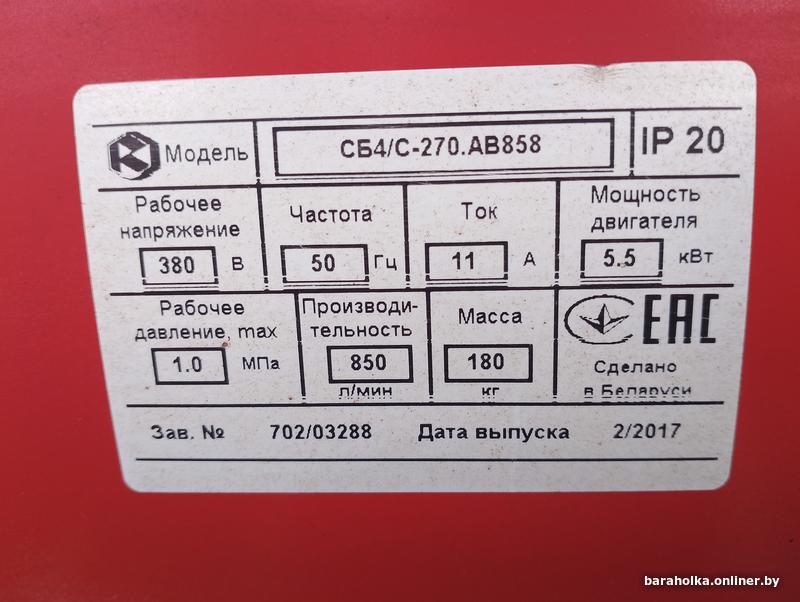 Модель СБ4/С-270.АВ858 IP 20
Рабочее напряжение 380 В
Частота 50 Гц
Ток 11 А
Мощность двигателя 5.5 кВт
Рабочее давление, max 1.0 МПа
Производи-
тельность 850 л/мин
Масса 180 кг
ЕАС
Сделано
в Беларуси
Зав. № 702/03288 Дата выпуска 2/2017
baraholka.onliner.by